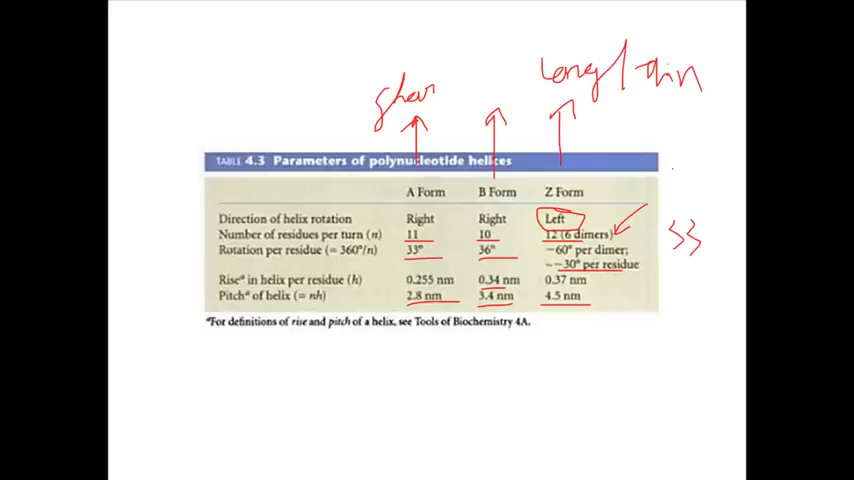 long/thin
TABLE 4.3 Parameters of polynucleotide helices
A Form B Form Z Form
Direction of helix rotation Right Right Left
Number of residues per turn (n) 11 10 12 (6 dimers)
Rotation per residue (= 360°/n) 33° 36° −60° per dimer;
~−30° per residue
Riseᵃ in helix per residue (h) 0.255 nm 0.34 nm 0.37 nm
Pitchᵃ of helix (= nh) 2.8 nm 3.4 nm 4.5 nm
ᵃFor definitions of rise and pitch of a helix, see Tools of Biochemistry 4A.